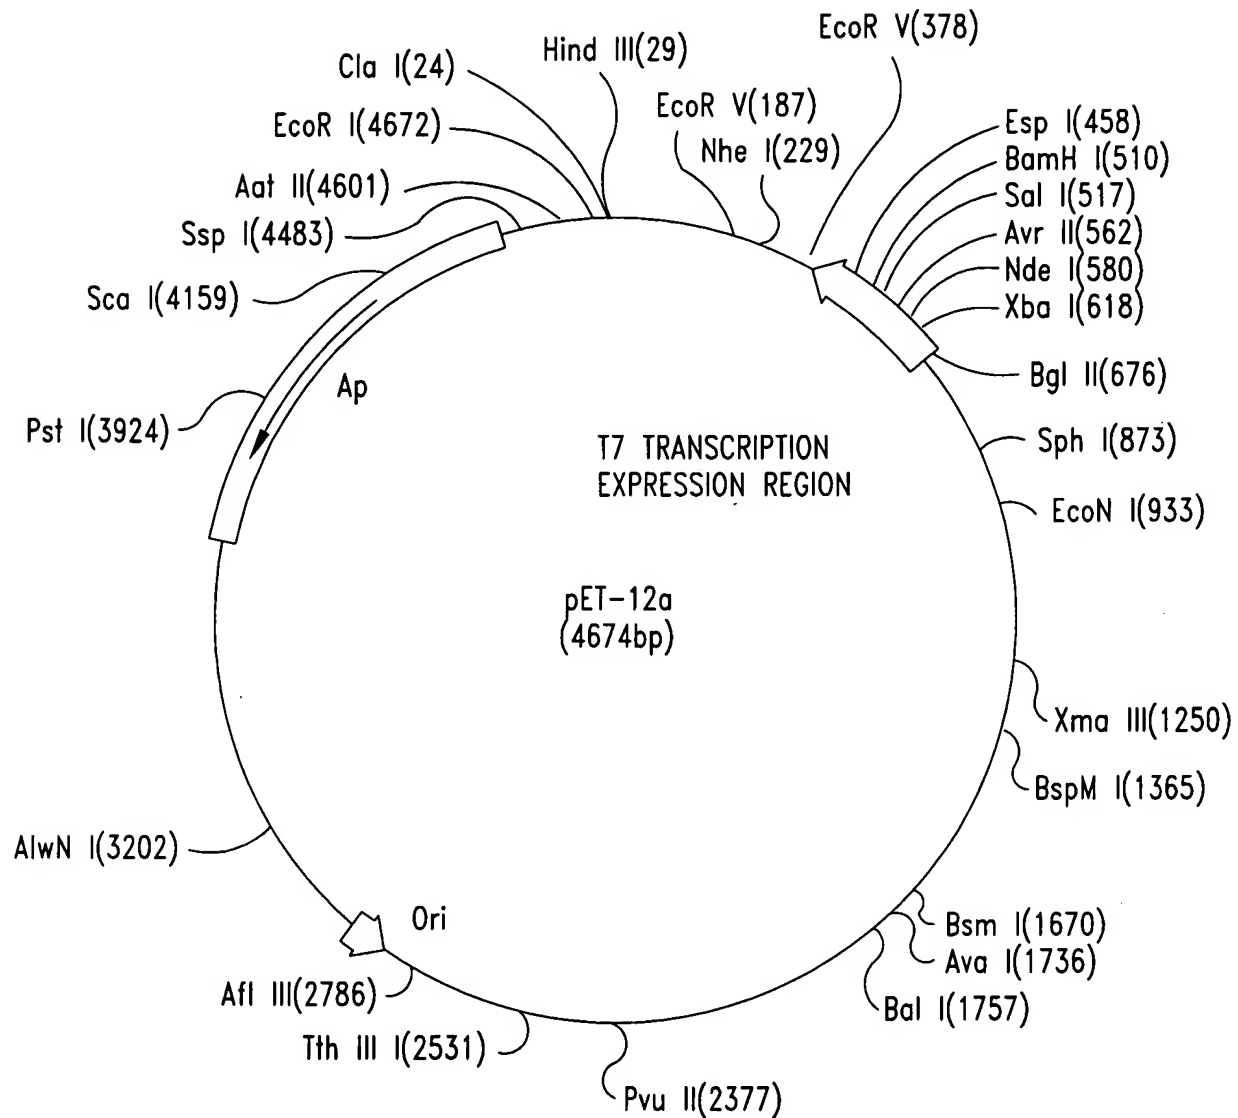 EcoR V(378)
Hind III(29)
Cla I(24)
EcoR V(187)
EcoR I(4672)
Nhe I(229)
Esp I(458)
BamH I(510)
Aat II(4601)
Sal I(517)
Ssp I(4483)
Avr II(562)
Nde I(580)
Sca I(4159)
Xba I(618)
Bgl II(676)
Ap
Pst I(3924)
Sph I(873)
T7 TRANSCRIPTION
EXPRESSION REGION
EcoN I(933)
pET-12a
(4674bp)
Xma III(1250)
BspM I(1365)
AlwN I(3202)
Ori
Bsm I(1670)
Ava I(1736)
Afl III(2786)
Bal I(1757)
Tth III I(2531)
Pvu II(2377)